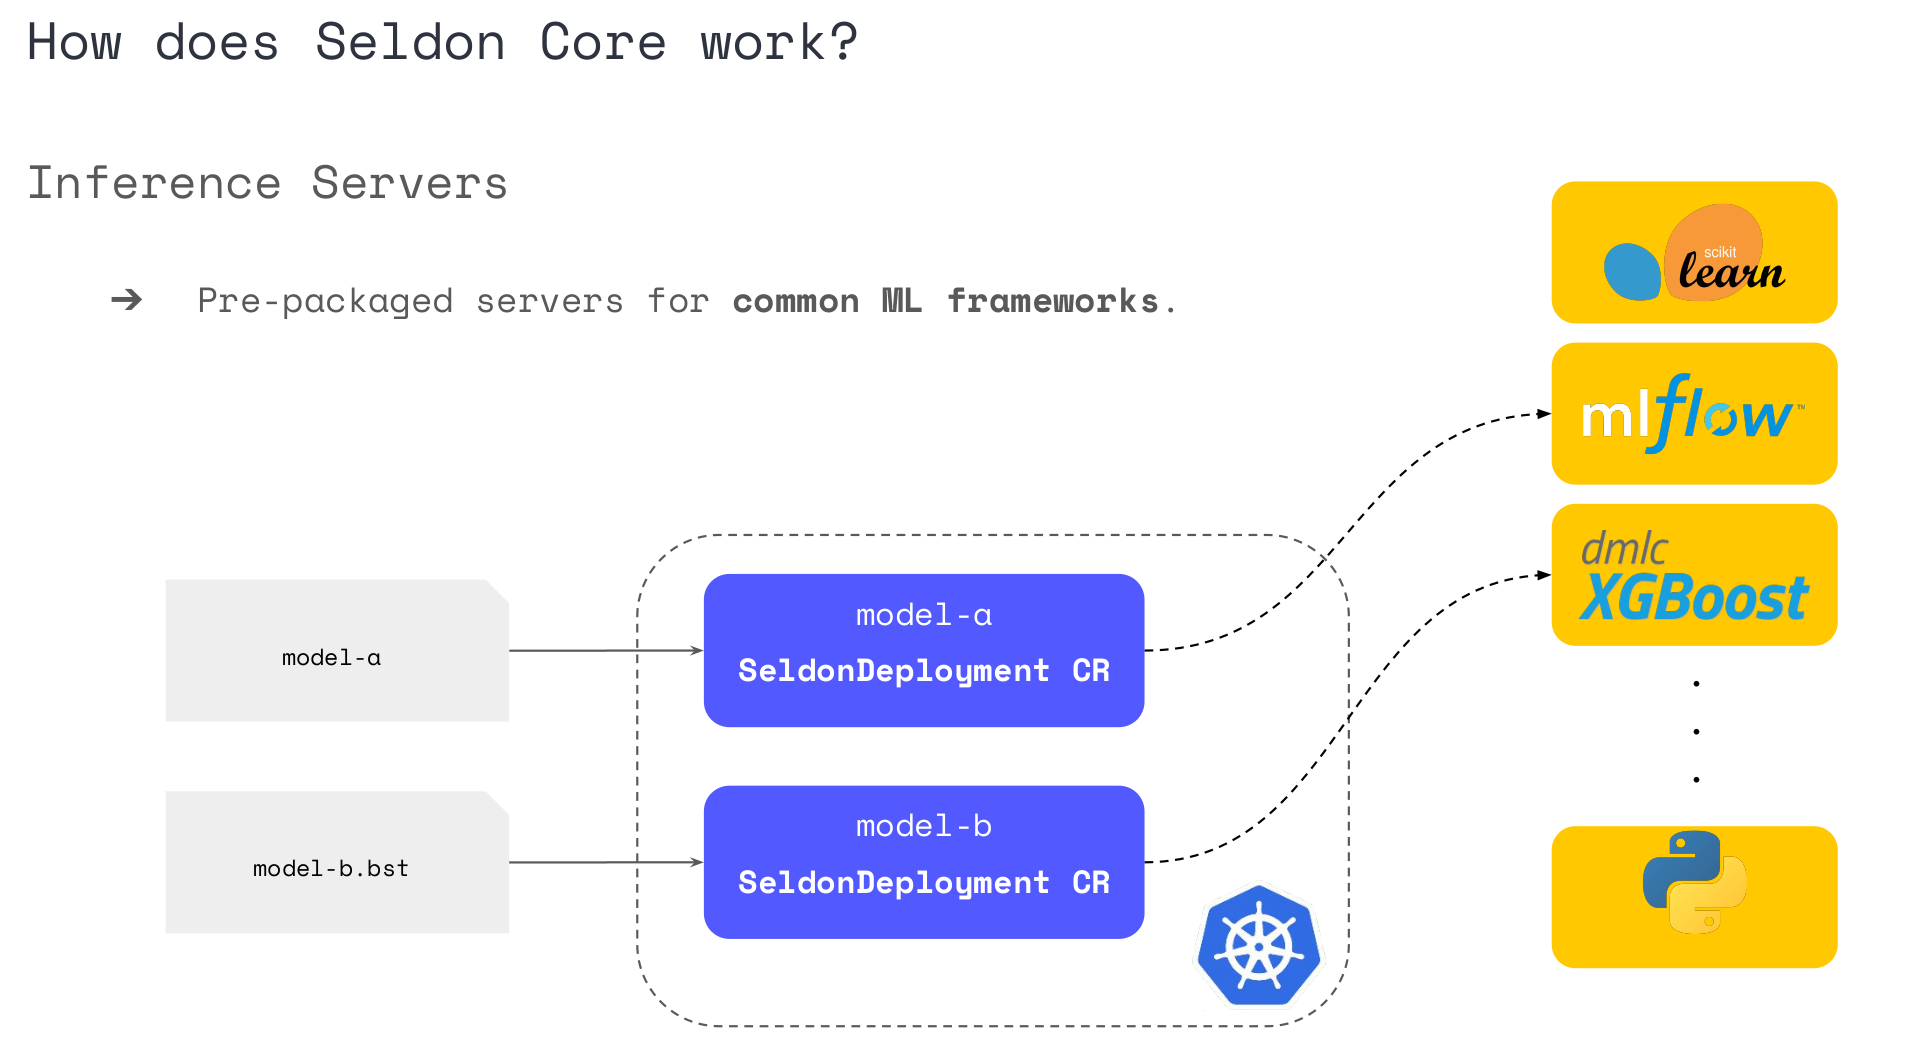 How does Seldon Core work?
Inference Servers
➔ Pre-packaged servers for common ML frameworks.
scikit
learn
mlflow™
dmlc
XGBoost
model-a
model-a
SeldonDeployment CR
model-b.bst
model-b
SeldonDeployment CR